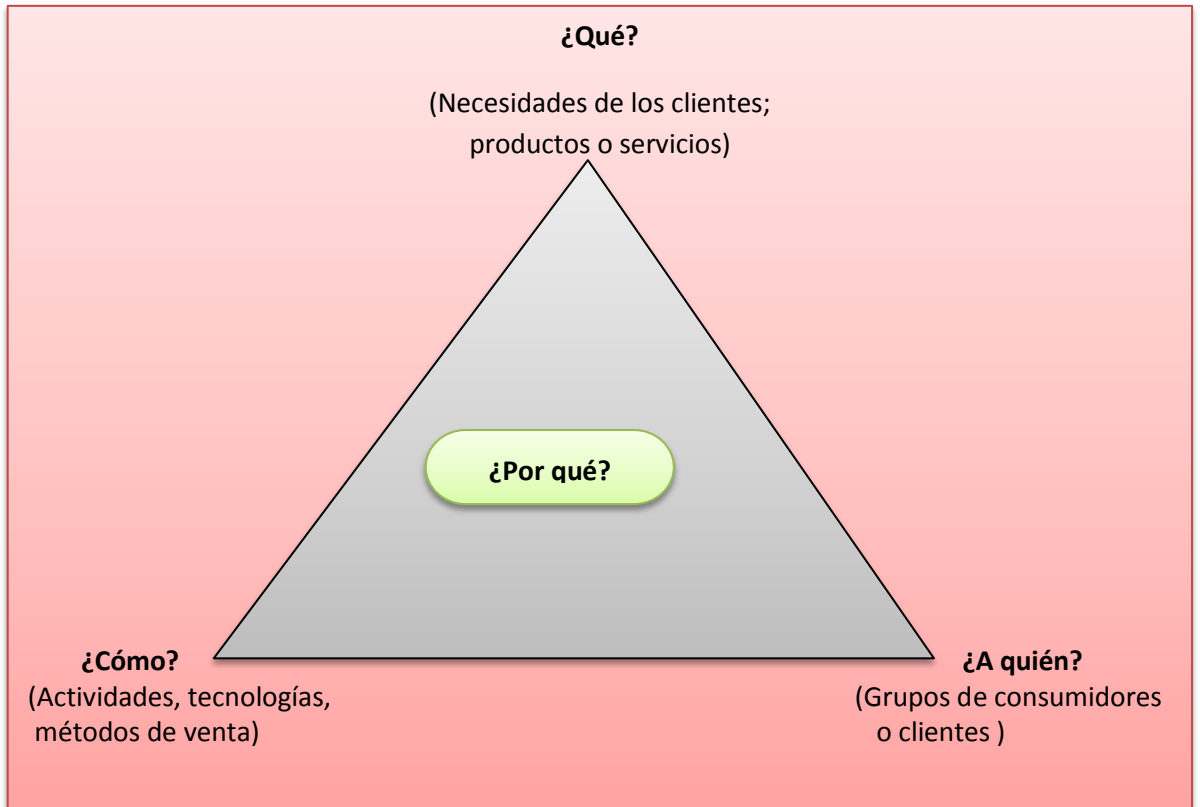 ¿Qué?
(Necesidades de los clientes;
productos o servicios)
¿Por qué?
¿Cómo?
(Actividades, tecnologías,
métodos de venta)
¿A quién?
(Grupos de consumidores
o clientes )